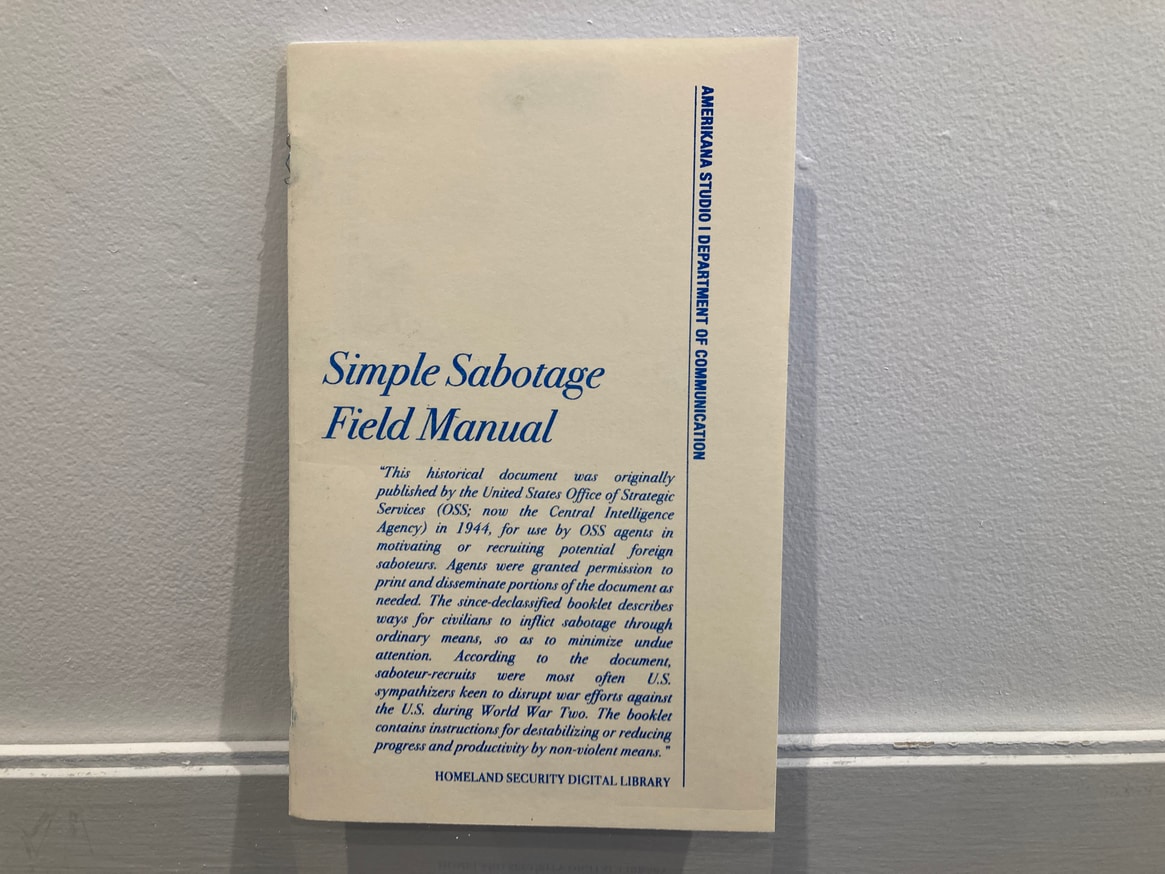 AMERIKANA STUDIO | DEPARTMENT OF COMMUNICATION
Simple Sabotage
Field Manual
"This historical document was originally
published by the United States Office of Strategic
Services (OSS; now the Central Intelligence
Agency) in 1944, for use by OSS agents in
motivating or recruiting potential foreign
saboteurs. Agents were granted permission to
print and disseminate portions of the document as
needed. The since-declassified booklet describes
ways for civilians to inflict sabotage through
ordinary means, so as to minimize undue
attention. According to the document,
saboteur-recruits were most often U.S.
sympathizers keen to disrupt war efforts against
the U.S. during World War Two. The booklet
contains instructions for destabilizing or reducing
progress and productivity by non-violent means."
HOMELAND SECURITY DIGITAL LIBRARY